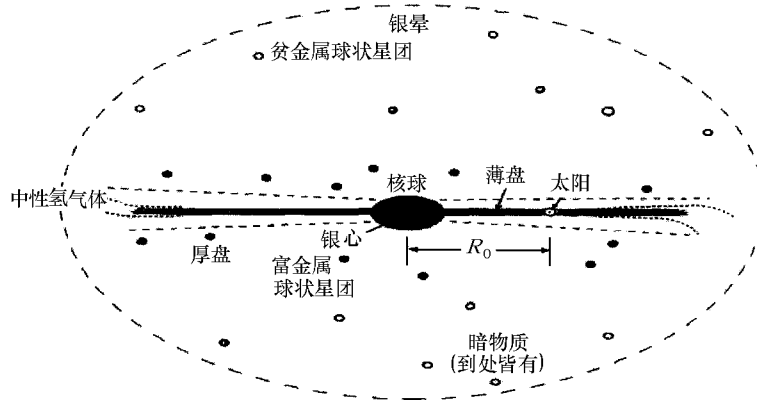 银晕
贫金属球状星团
核球
薄盘
太阳
中性氢气体
银心
厚盘
R₀
富金属
球状星团
暗物质
(到处皆有)